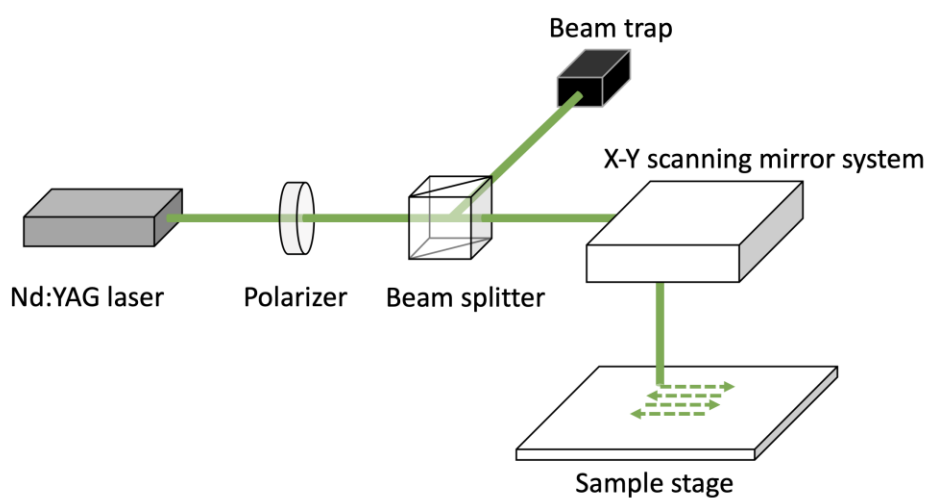 Beam trap
X-Y scanning mirror system
Nd:YAG laser
Polarizer
Beam splitter
Sample stage